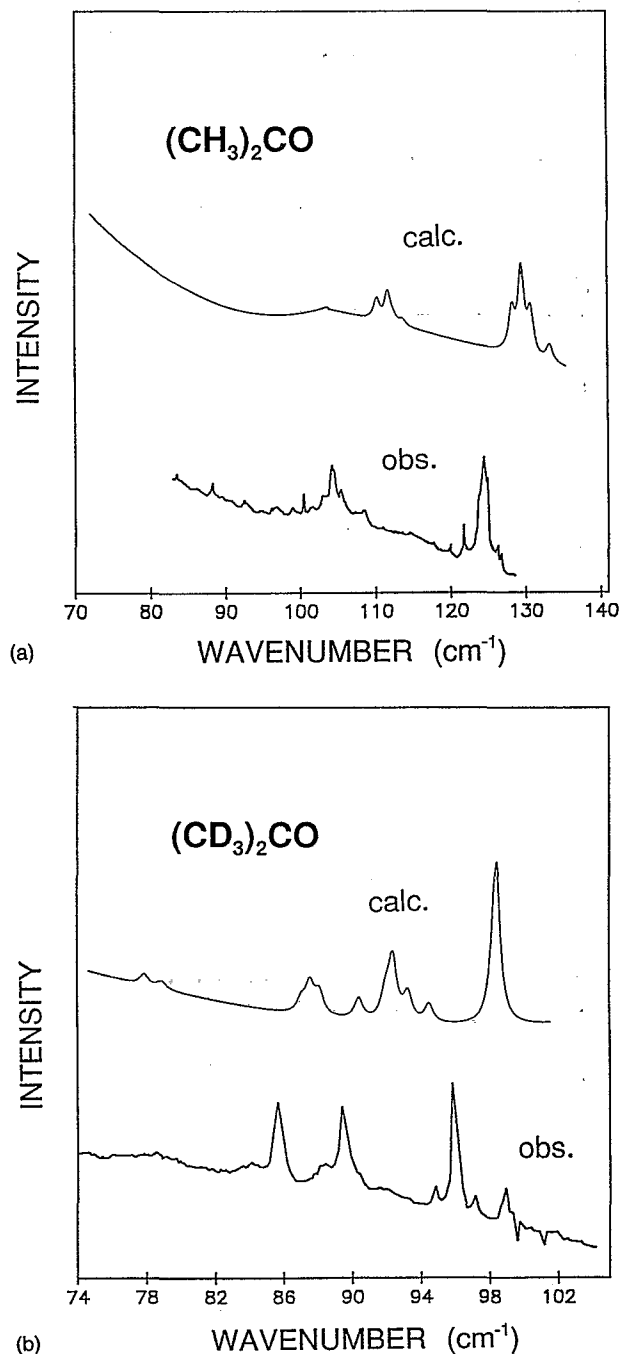 (CH₃)₂CO
calc.
INTENSITY
obs.
70 80 90 100 110 120 130 140
(a)
WAVENUMBER (cm⁻¹)
(CD₃)₂CO
calc.
INTENSITY
obs.
74 78 82 86 90 94 98 102
(b)
WAVENUMBER (cm⁻¹)